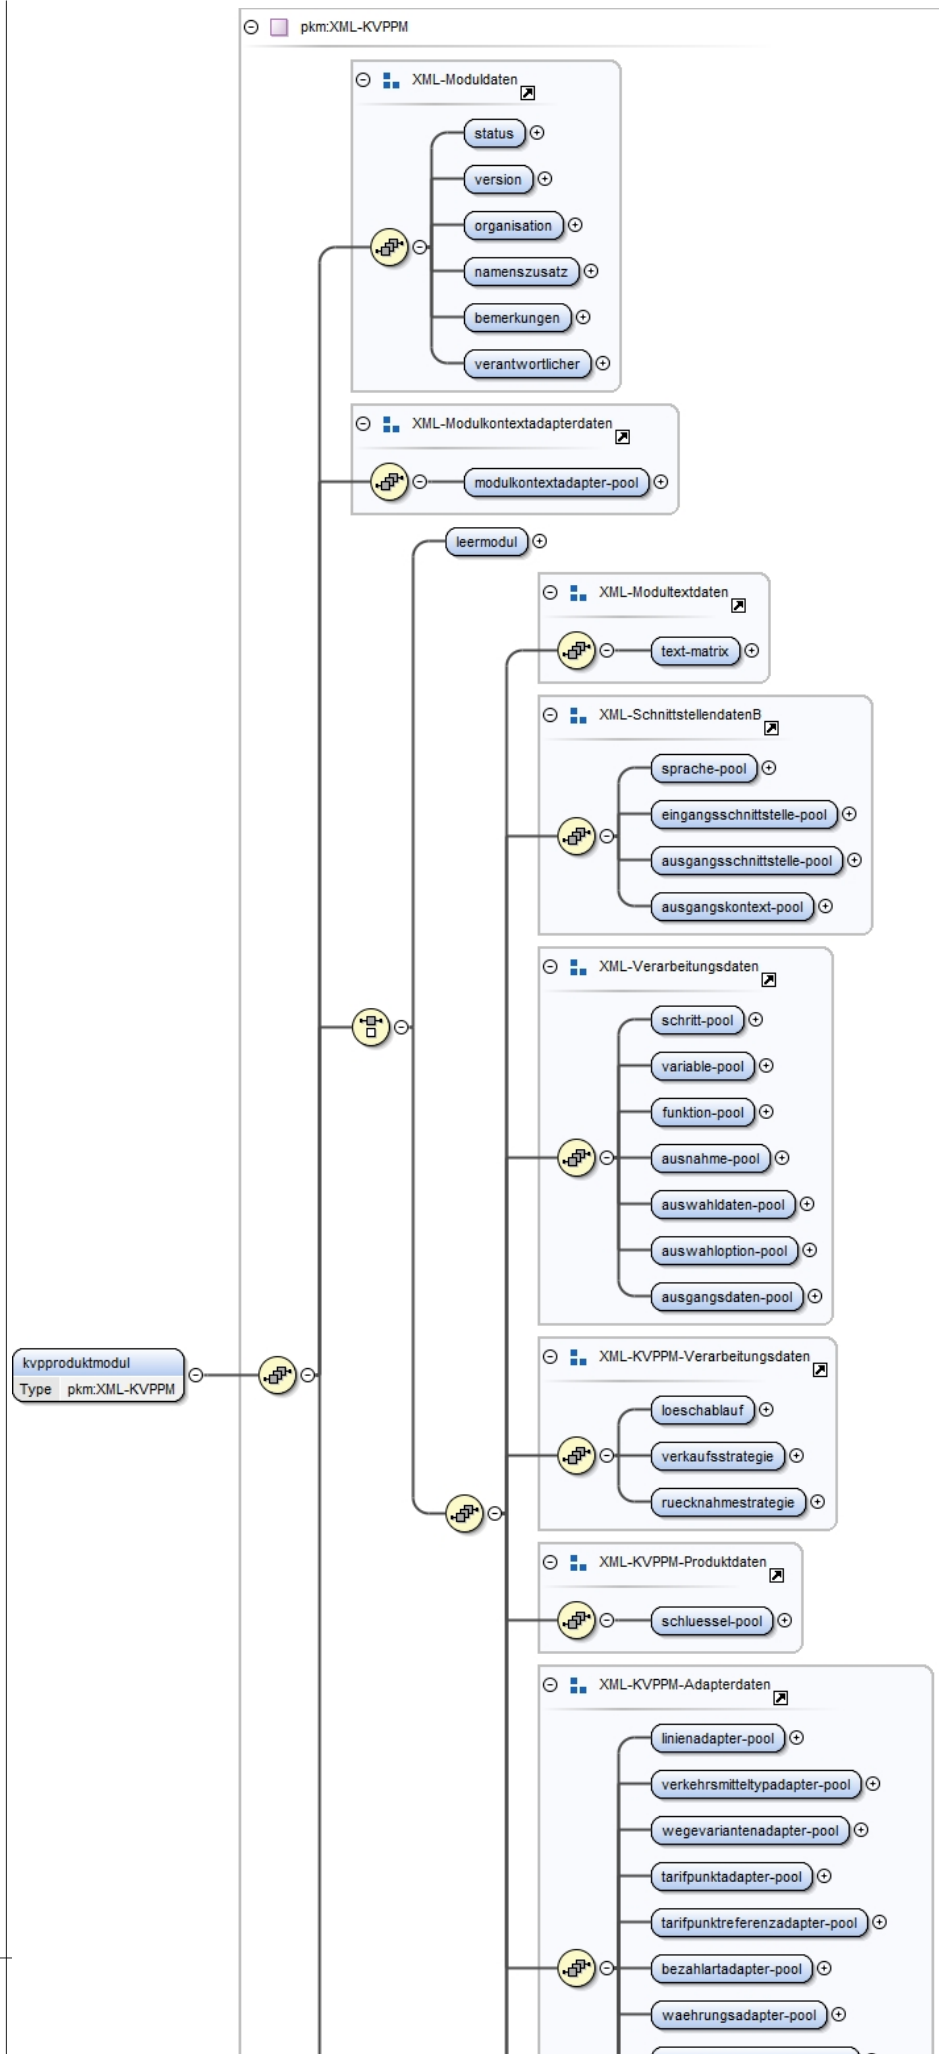 pkm:XML-KVPPM
XML-Moduldaten
status
version
organisation
namenszusatz
bemerkungen
verantwortlicher
XML-Modulkontextadapterdaten
modulkontextadapter-pool
leermodul
XML-Modultextdaten
text-matrix
XML-SchnittstellendatenB
sprache-pool
eingangsschnittstelle-pool
ausgangsschnittstelle-pool
ausgangskontext-pool
XML-Verarbeitungsdaten
schritt-pool
variable-pool
funktion-pool
ausnahme-pool
auswahldaten-pool
auswahloption-pool
ausgangsdaten-pool
kvpproduktmodul
Type pkm:XML-KVPPM
XML-KVPPM-Verarbeitungsdaten
loeschablauf
verkaufsstrategie
ruecknahmestrategie
XML-KVPPM-Produktdaten
schluessel-pool
XML-KVPPM-Adapterdaten
linienadapter-pool
verkehrsmitteltypadapter-pool
wegevariantenadapter-pool
tarifpunktadapter-pool
tarifpunktreferenzadapter-pool
bezahlartadapter-pool
waehrungsadapter-pool